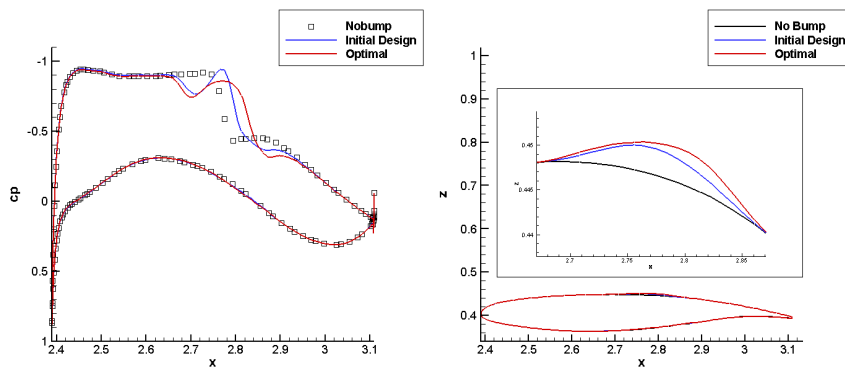 Nobump
Initial Design
Optimal
cp
-1
-0.5
0
0.5
1
2.4
2.5
2.6
2.7
2.8
2.9
3
3.1
x
No Bump
Initial Design
Optimal
z
1
0.9
0.8
0.7
0.6
0.5
0.4
z
0.45
0.445
0.44
2.7
2.75
2.8
2.85
x
2.4
2.5
2.6
2.7
2.8
2.9
3
3.1
x